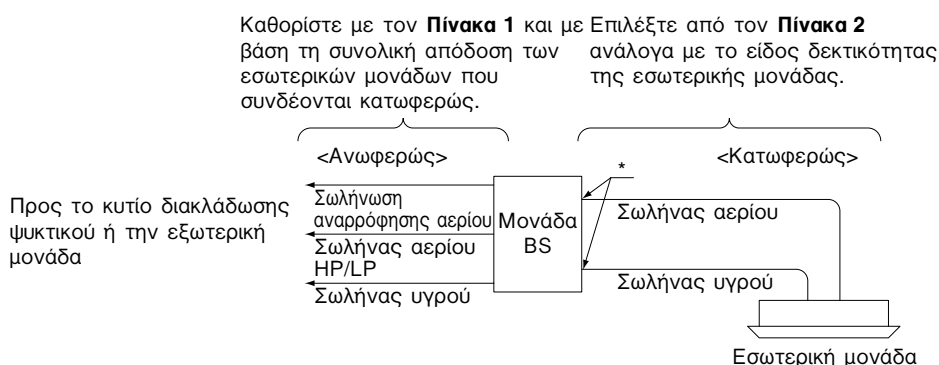 Καθορίστε με τον Πίνακα 1 και με
βάση τη συνολική απόδοση των
εσωτερικών μονάδων που
συνδέονται κατωφερώς.
Επιλέξτε από τον Πίνακα 2
ανάλογα με το είδος δεκτικότητας
της εσωτερικής μονάδας.
<Ανωφερώς>
<Κατωφερώς>
*
Προς το κυτίο διακλάδωσης
ψυκτικού ή την εξωτερική
μονάδα
Σωλήνωση
αναρρόφησης αερίου
Σωλήνας αερίου
HP/LP
Σωλήνας υγρού
Μονάδα
BS
Σωλήνας αερίου
Σωλήνας υγρού
Εσωτερική μονάδα